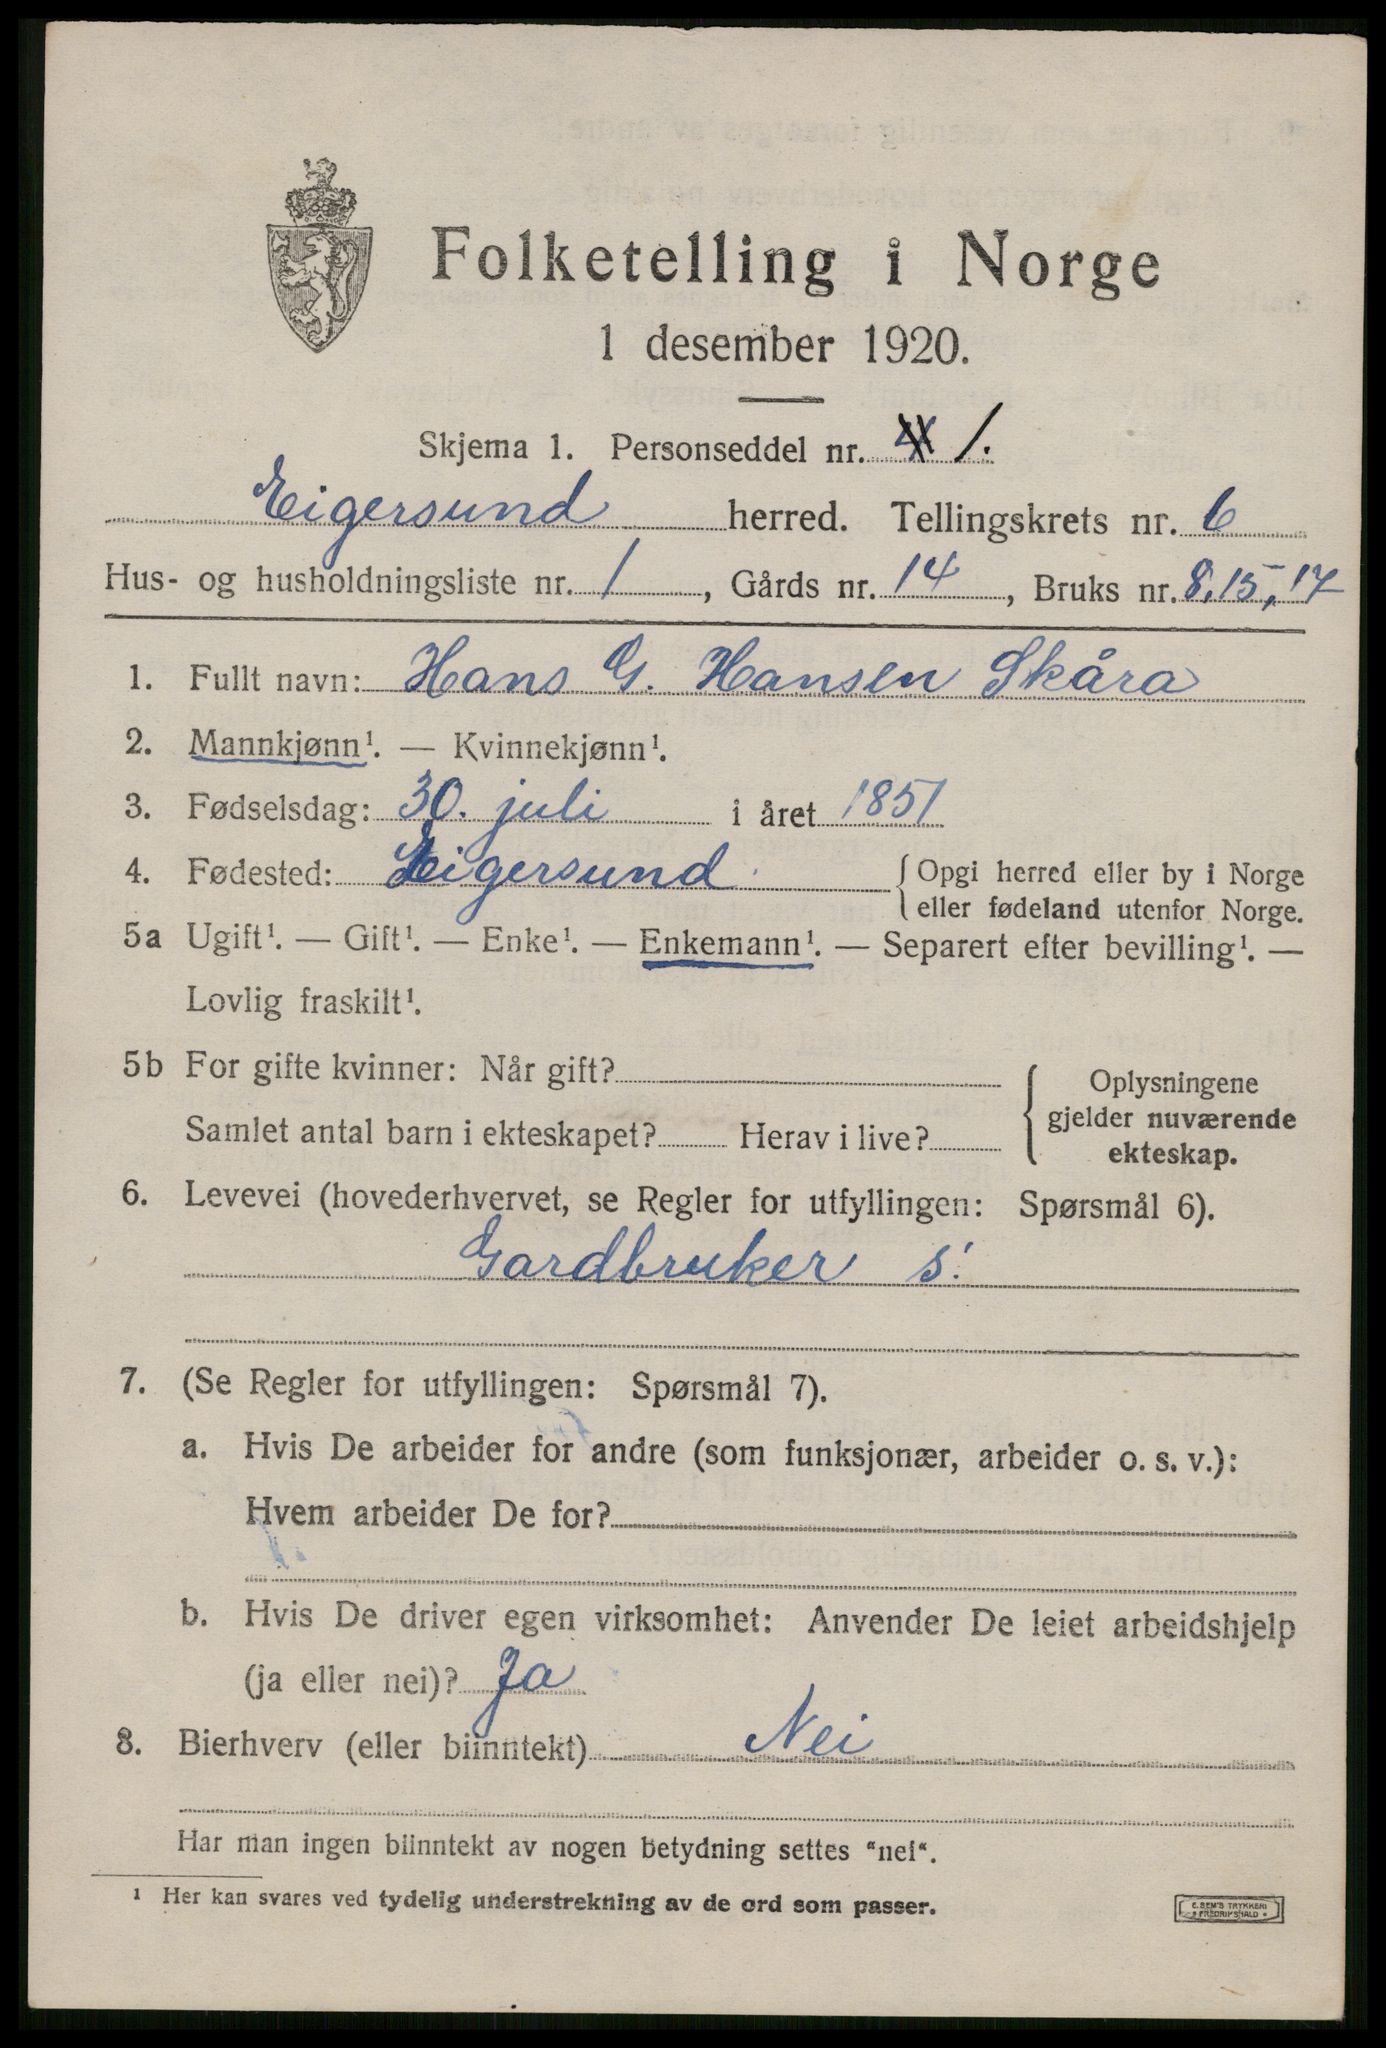 Folketelling i Norge
1 desember 1920.
Skjema 1. Personseddel nr. 1.
Eigersund herred. Tellingskrets nr. 6
Hus- og husholdningsliste nr. 1, Gårds nr. 14, Bruks nr. 8, 15, 17
1. Fullt navn: Hans G. Hansen Skåra
2. Mannkjønn¹. — Kvinnekjønn¹.
3. Fødselsdag: 30. juli i året 1851
4. Fødested: Eigersund { Opgi herred eller by i Norge
eller fødeland utenfor Norge.
5a Ugift¹. — Gift¹. — Enke¹. — Enkemann¹. — Separert efter bevilling¹. —
Lovlig fraskilt¹.
5b For gifte kvinner: Når gift?
Samlet antal barn i ekteskapet? Herav i live?
{ Oplysningene
gjelder nuværende
ekteskap.
6. Levevei (hovederhvervet, se Regler for utfyllingen: Spørsmål 6).
Gardbruker s.
7. (Se Regler for utfyllingen: Spørsmål 7).
a. Hvis De arbeider for andre (som funksjonær, arbeider o. s. v.):
Hvem arbeider De for?
b. Hvis De driver egen virksomhet: Anvender De leiet arbeidshjelp
(ja eller nei)? Ja
8. Bierhverv (eller biinntekt) Nei
Har man ingen biinntekt av nogen betydning settes "nei".
¹ Her kan svares ved tydelig understrekning av de ord som passer.
E. SEM'S TRYKKERI
* FREDRIKSHALD *